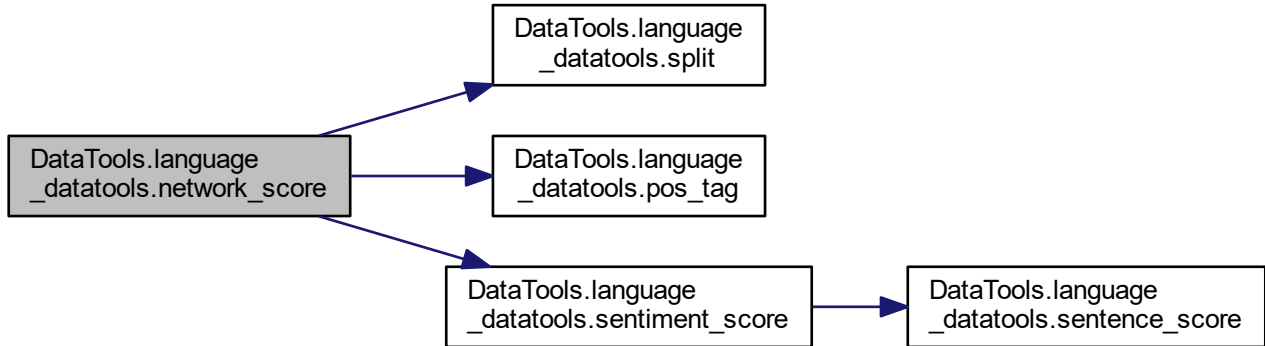 DataTools.language
_datatools.split
DataTools.language
_datatools.network_score
DataTools.language
_datatools.pos_tag
DataTools.language
_datatools.sentiment_score
DataTools.language
_datatools.sentence_score